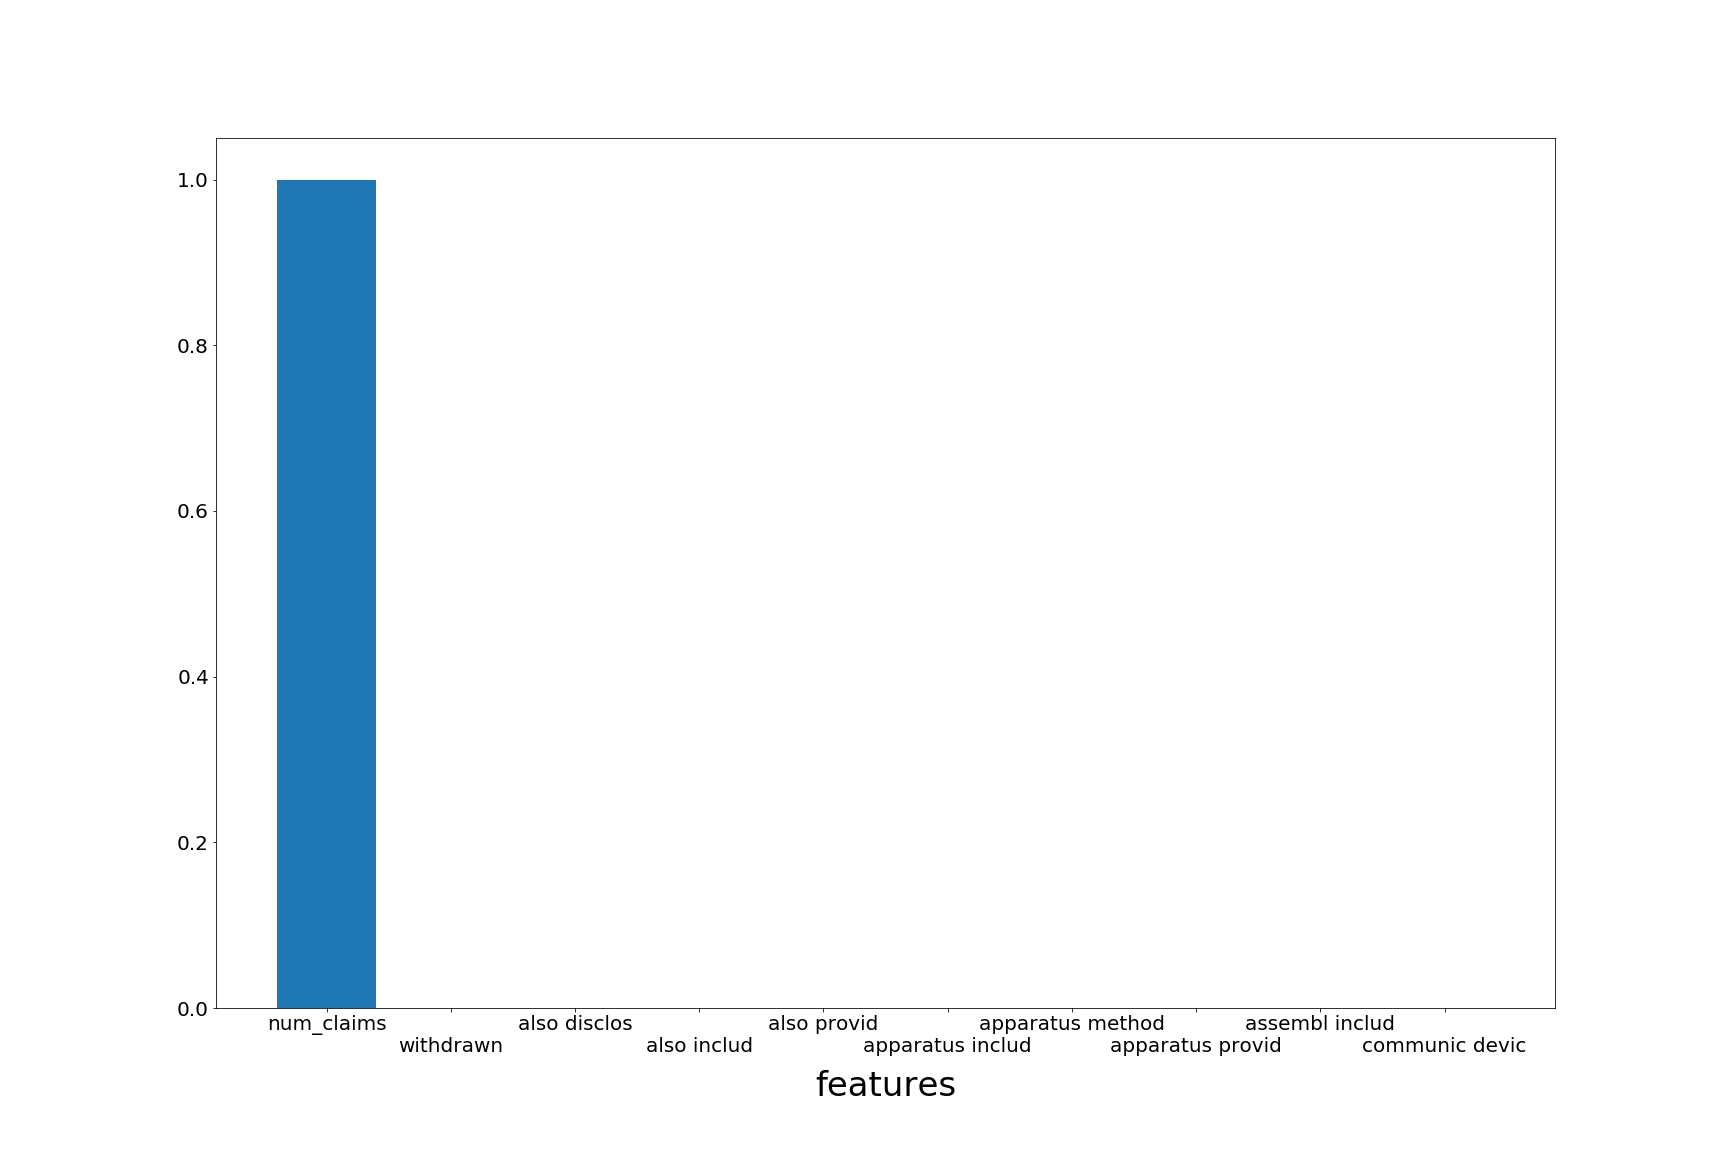 1.0
0.8
0.6
0.4
0.2
0.0
num_claims also disclos also provid apparatus method assembl includ
withdrawn also includ apparatus includ apparatus provid communic devic
features